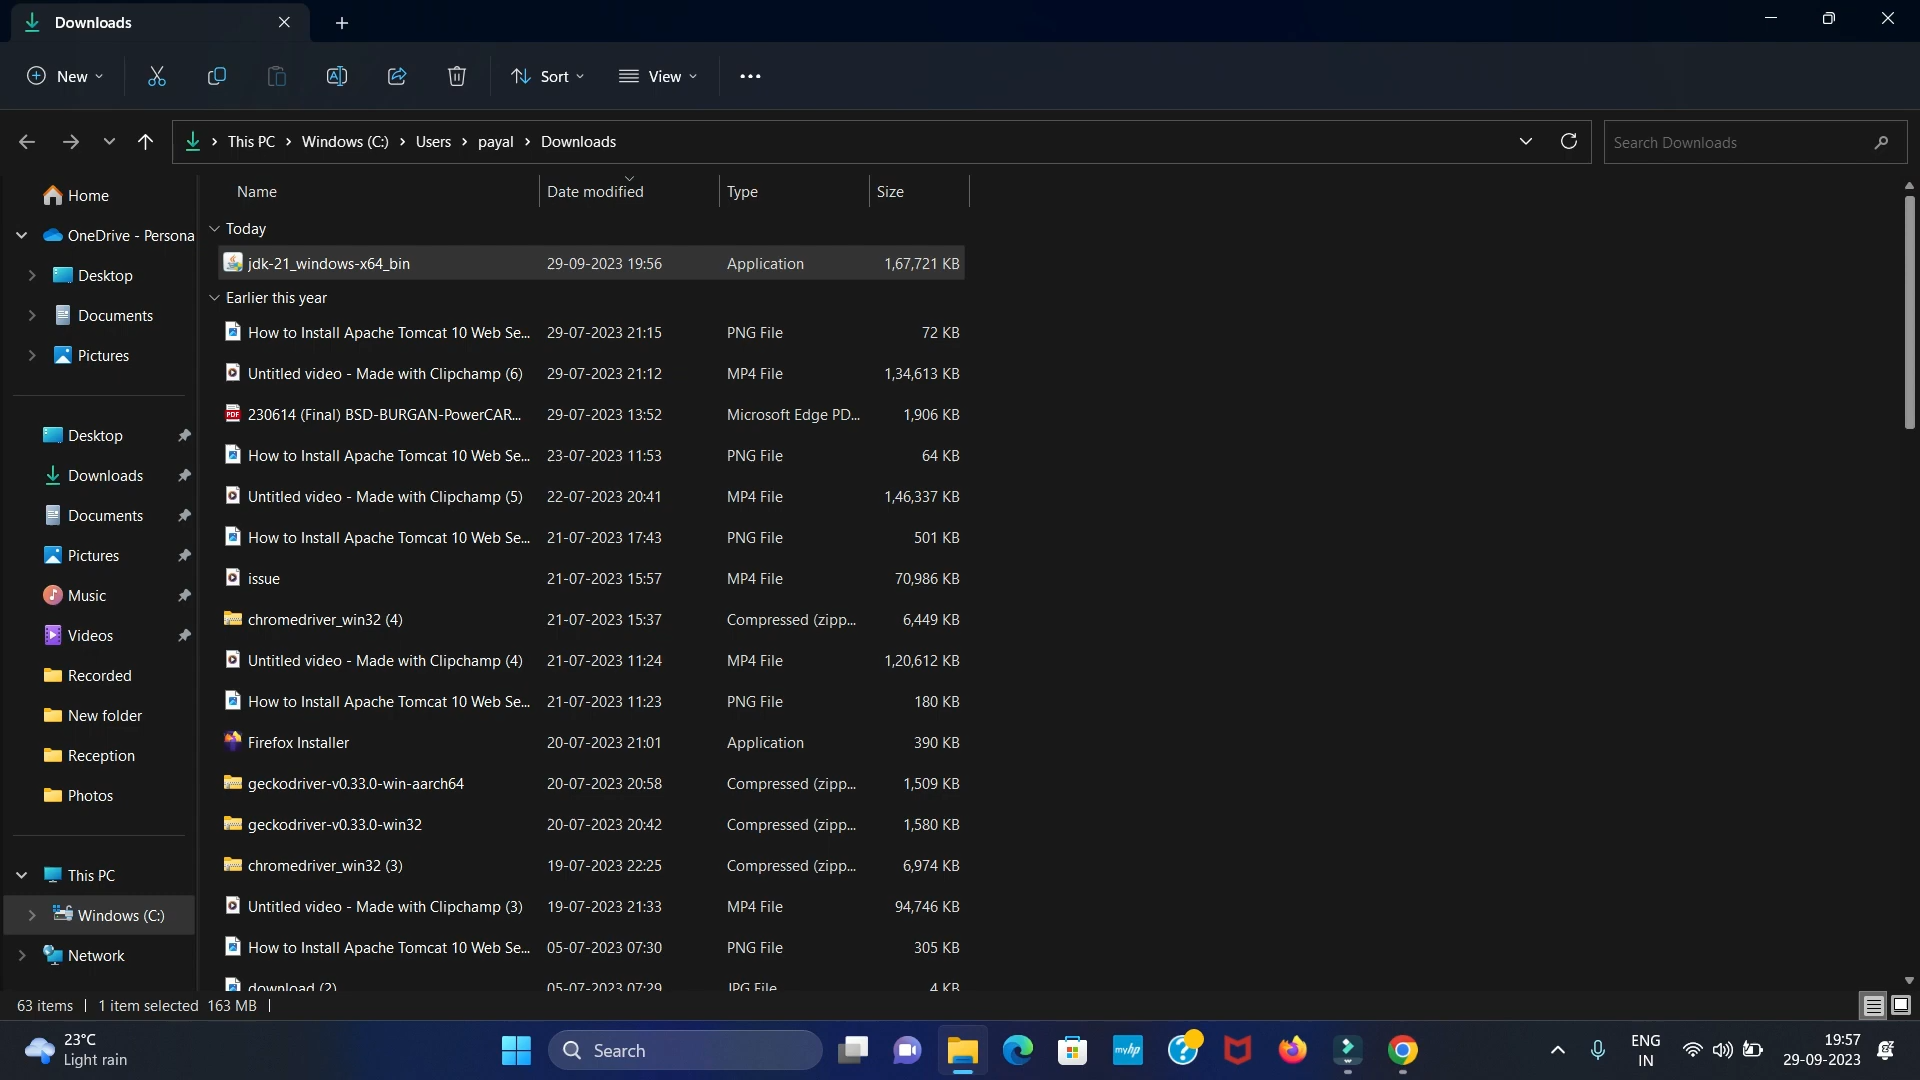 Downloads
New
Sort
View
This PC > Windows (C:) > Users > payal > Downloads
Search Downloads
Home
OneDrive - Persona
Desktop
Documents
Pictures
Desktop
Downloads
Documents
Pictures
Music
Videos
Recorded
New folder
Reception
Photos
This PC
Windows (C:)
Network
Name Date modified Type Size
Today
jdk-21_windows-x64_bin 29-09-2023 19:56 Application 1,67,721 KB
Earlier this year
How to Install Apache Tomcat 10 Web Se... 29-07-2023 21:15 PNG File 72 KB
Untitled video - Made with Clipchamp (6) 29-07-2023 21:12 MP4 File 1,34,613 KB
230614 (Final) BSD-BURGAN-PowerCAR... 29-07-2023 13:52 Microsoft Edge PD... 1,906 KB
How to Install Apache Tomcat 10 Web Se... 23-07-2023 11:53 PNG File 64 KB
Untitled video - Made with Clipchamp (5) 22-07-2023 20:41 MP4 File 1,46,337 KB
How to Install Apache Tomcat 10 Web Se... 21-07-2023 17:43 PNG File 501 KB
issue 21-07-2023 15:57 MP4 File 70,986 KB
chromedriver_win32 (4) 21-07-2023 15:37 Compressed (zipp... 6,449 KB
Untitled video - Made with Clipchamp (4) 21-07-2023 11:24 MP4 File 1,20,612 KB
How to Install Apache Tomcat 10 Web Se... 21-07-2023 11:23 PNG File 180 KB
Firefox Installer 20-07-2023 21:01 Application 390 KB
geckodriver-v0.33.0-win-aarch64 20-07-2023 20:58 Compressed (zipp... 1,509 KB
geckodriver-v0.33.0-win32 20-07-2023 20:42 Compressed (zipp... 1,580 KB
chromedriver_win32 (3) 19-07-2023 22:25 Compressed (zipp... 6,974 KB
Untitled video - Made with Clipchamp (3) 19-07-2023 21:33 MP4 File 94,746 KB
How to Install Apache Tomcat 10 Web Se... 05-07-2023 07:30 PNG File 305 KB
download (2) 05-07-2023 07:29 JPG File 4 KB
63 items | 1 item selected 163 MB |
23°C
Light rain
Search
myhp
ENG
IN
19:57
29-09-2023